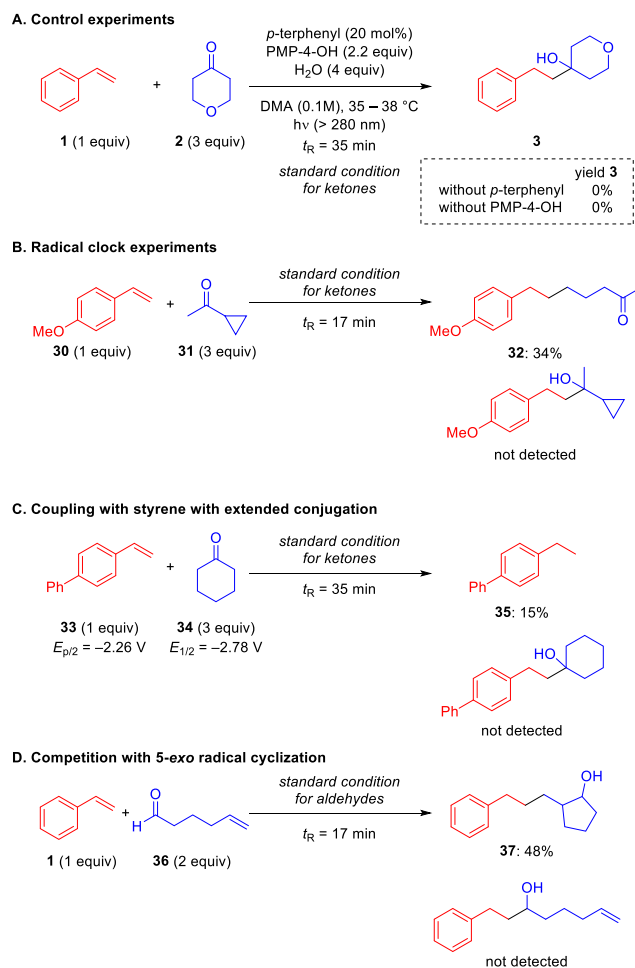 A. Control experiments
p-terphenyl (20 mol%)
PMP-4-OH (2.2 equiv)
H2O (4 equiv)
DMA (0.1M), 35 – 38 °C
hν (> 280 nm)
tR = 35 min
standard condition
for ketones
O
O
+
HO
O
1 (1 equiv)
2 (3 equiv)
3
yield 3
without p-terphenyl 0%
without PMP-4-OH 0%
B. Radical clock experiments
standard condition
for ketones
tR = 17 min
MeO
+
O
MeO
O
30 (1 equiv)
31 (3 equiv)
32: 34%
HO
MeO
not detected
C. Coupling with styrene with extended conjugation
standard condition
for ketones
tR = 35 min
Ph
+
O
Ph
33 (1 equiv)
34 (3 equiv)
35: 15%
Ep/2 = –2.26 V
E1/2 = –2.78 V
HO
Ph
not detected
D. Competition with 5-exo radical cyclization
standard condition
for aldehydes
tR = 17 min
+
O
H
OH
1 (1 equiv)
36 (2 equiv)
37: 48%
OH
not detected